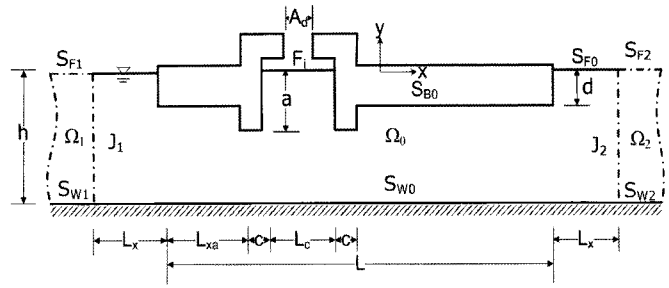 A_d
y
S_F1
F_i
x
S_F0
S_F2
S_B0
a
d
h
Ω_1
J_1
Ω_0
J_2
Ω_2
S_W1
S_W0
S_W2
L_x
L_xa
C
L_c
C
L_x
L